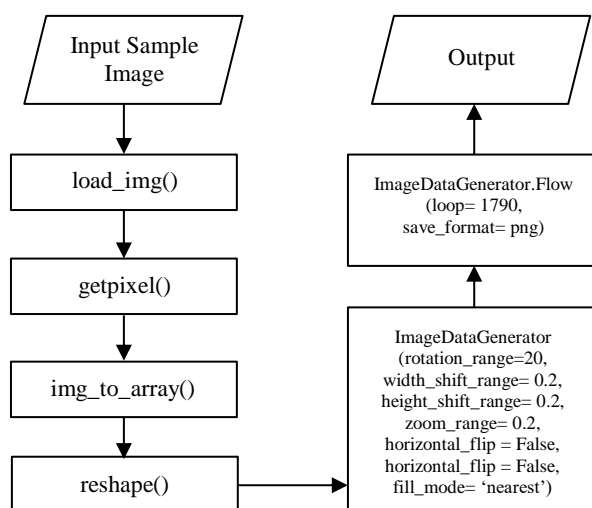 Input Sample
Image
load_img()
getpixel()
img_to_array()
reshape()
ImageDataGenerator
(rotation_range=20,
width_shift_range= 0.2,
height_shift_range= 0.2,
zoom_range= 0.2,
horizontal_flip = False,
horizontal_flip = False,
fill_mode= ‘nearest’)
ImageDataGenerator.Flow
(loop= 1790,
save_format= png)
Output